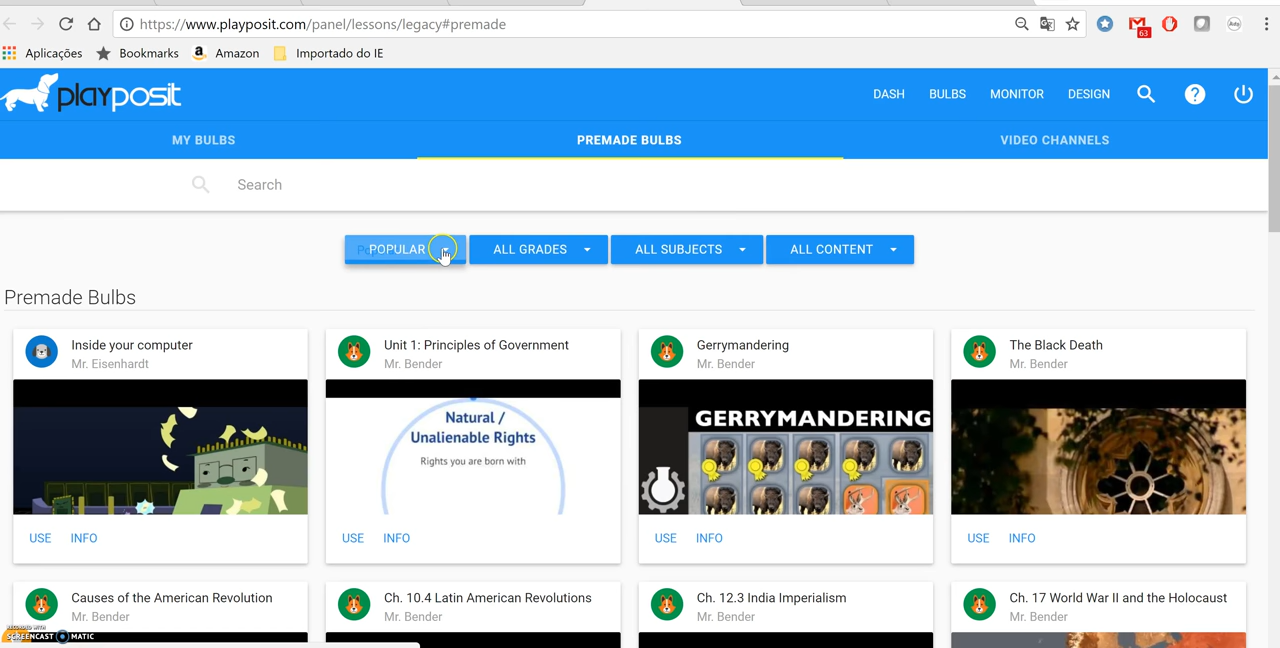 https://www.playposit.com/panel/lessons/legacy#premade
63
Aplicações Bookmarks Amazon Importado do IE
playposit
DASH BULBS MONITOR DESIGN
MY BULBS PREMADE BULBS VIDEO CHANNELS
Search
POPULAR ALL GRADES ALL SUBJECTS ALL CONTENT
Premade Bulbs
Inside your computer
Mr. Eisenhardt
USE INFO
Unit 1: Principles of Government
Mr. Bender
Natural /
Unalienable Rights
Rights you are born with
USE INFO
Gerrymandering
Mr. Bender
GERRYMANDERING
USE INFO
The Black Death
Mr. Bender
USE INFO
Causes of the American Revolution
Mr. Bender
Ch. 10.4 Latin American Revolutions
Mr. Bender
Ch. 12.3 India Imperialism
Mr. Bender
Ch. 17 World War II and the Holocaust
Mr. Bender
RECORDED WITH
SCREENCAST MATIC